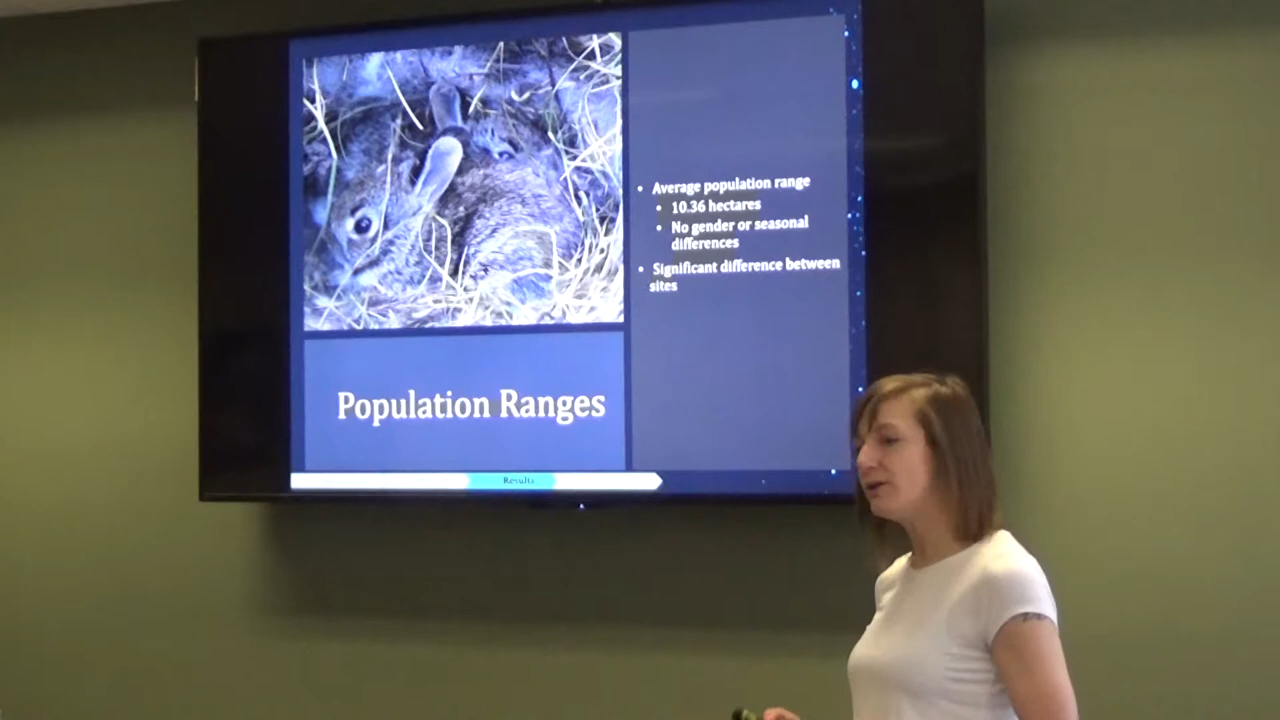 Average population range
10.36 hectares
No gender or seasonal
differences
Significant difference between
sites
Population Ranges
Results